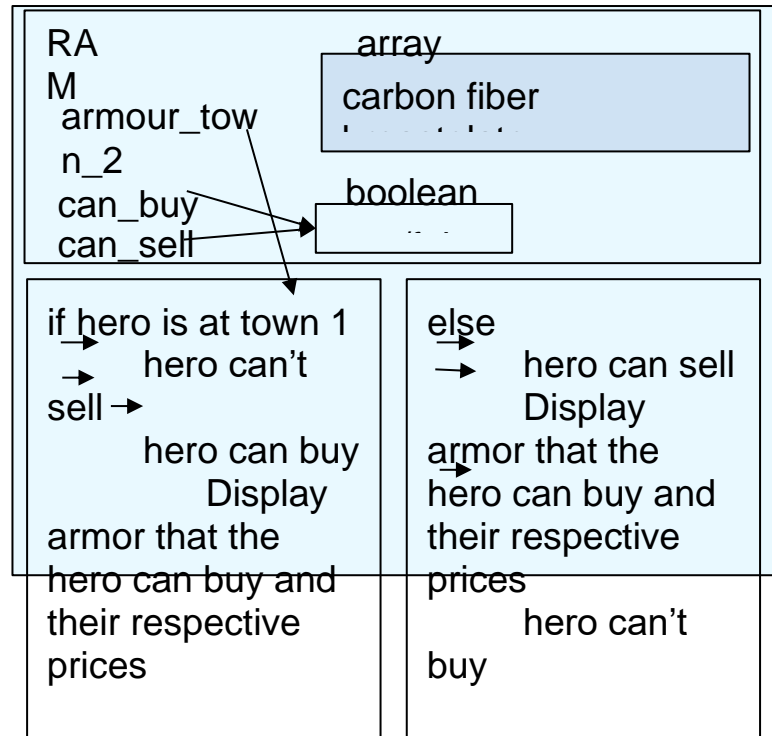 RA
M
armour_tow
n_2
can_buy
can_sell
array
carbon fiber
boolean
if hero is at town 1
hero can’t
sell
hero can buy
Display
armor that the
hero can buy and
their respective
prices
else
hero can sell
Display
armor that the
hero can buy and
their respective
prices
hero can’t
buy